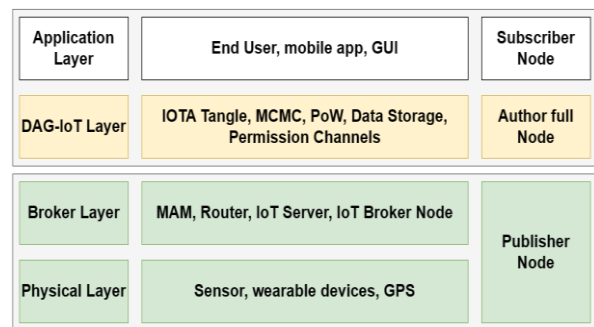 Application
Layer
End User, mobile app, GUI
Subscriber
Node
DAG-IoT Layer
IOTA Tangle, MCMC, PoW, Data Storage,
Permission Channels
Author full
Node
Broker Layer
MAM, Router, IoT Server, IoT Broker Node
Publisher
Node
Physical Layer
Sensor, wearable devices, GPS